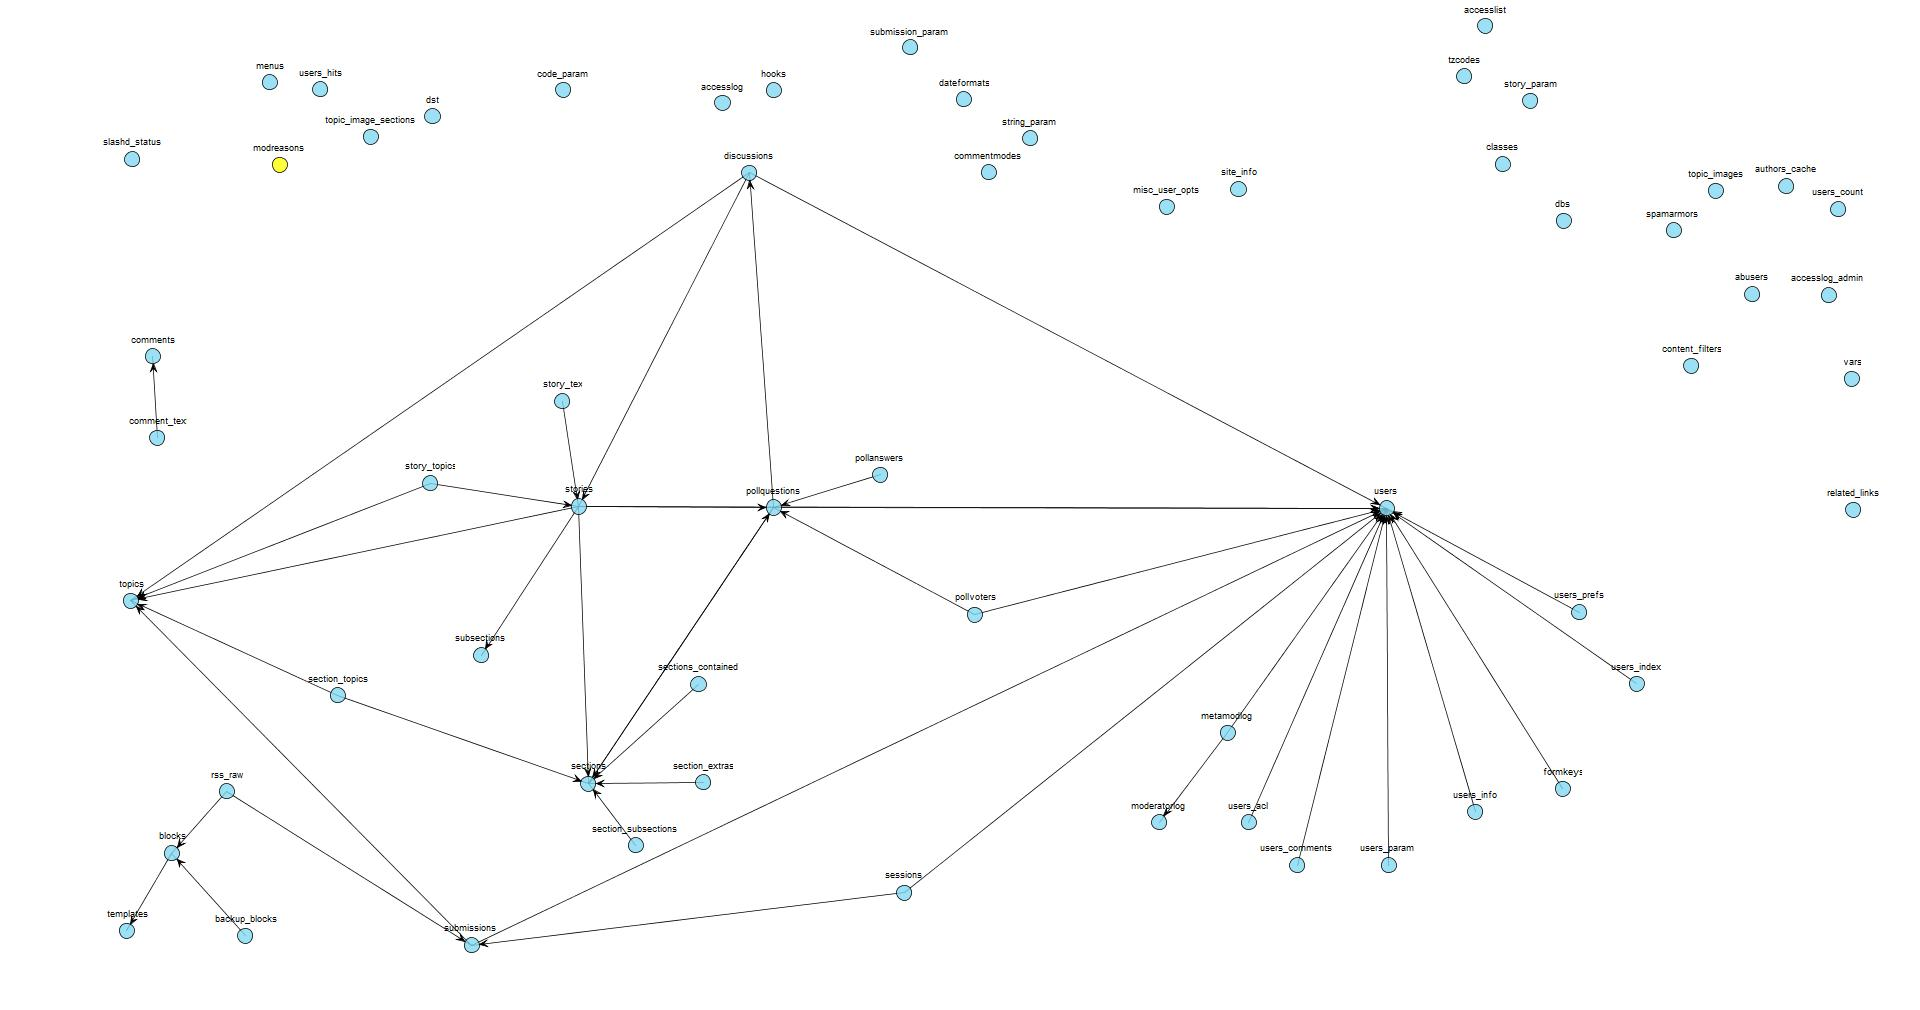 accesslist
submission_param
tzcodes
menus
users_hits
code_param
hooks
accesslog
dateformats
story_param
dst
topic_image_sections
string_param
slashd_status
modreasons
discussions
commentmodes
classes
site_info
misc_user_opts
topic_images
authors_cache
users_count
dbs
spamarmors
abusers
accesslog_admin
comments
content_filters
vars
story_tex
comment_tex
story_topics
pollanswers
stories
pollquestions
users
related_links
topics
pollvoters
users_prefs
subsections
sections_contained
users_index
section_topics
metamodlog
sections
section_extras
rss_raw
formkeys
users_info
moderatorlog
users_acl
section_subsections
blocks
users_comments
users_param
sessions
templates
backup_blocks
submissions